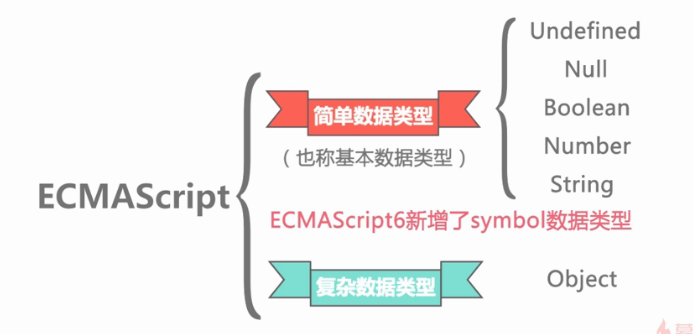 Undefined
Null
简单数据类型
Boolean
（也称基本数据类型）
Number
String
ECMAScript
ECMAScript6新增了symbol数据类型
复杂数据类型
Object